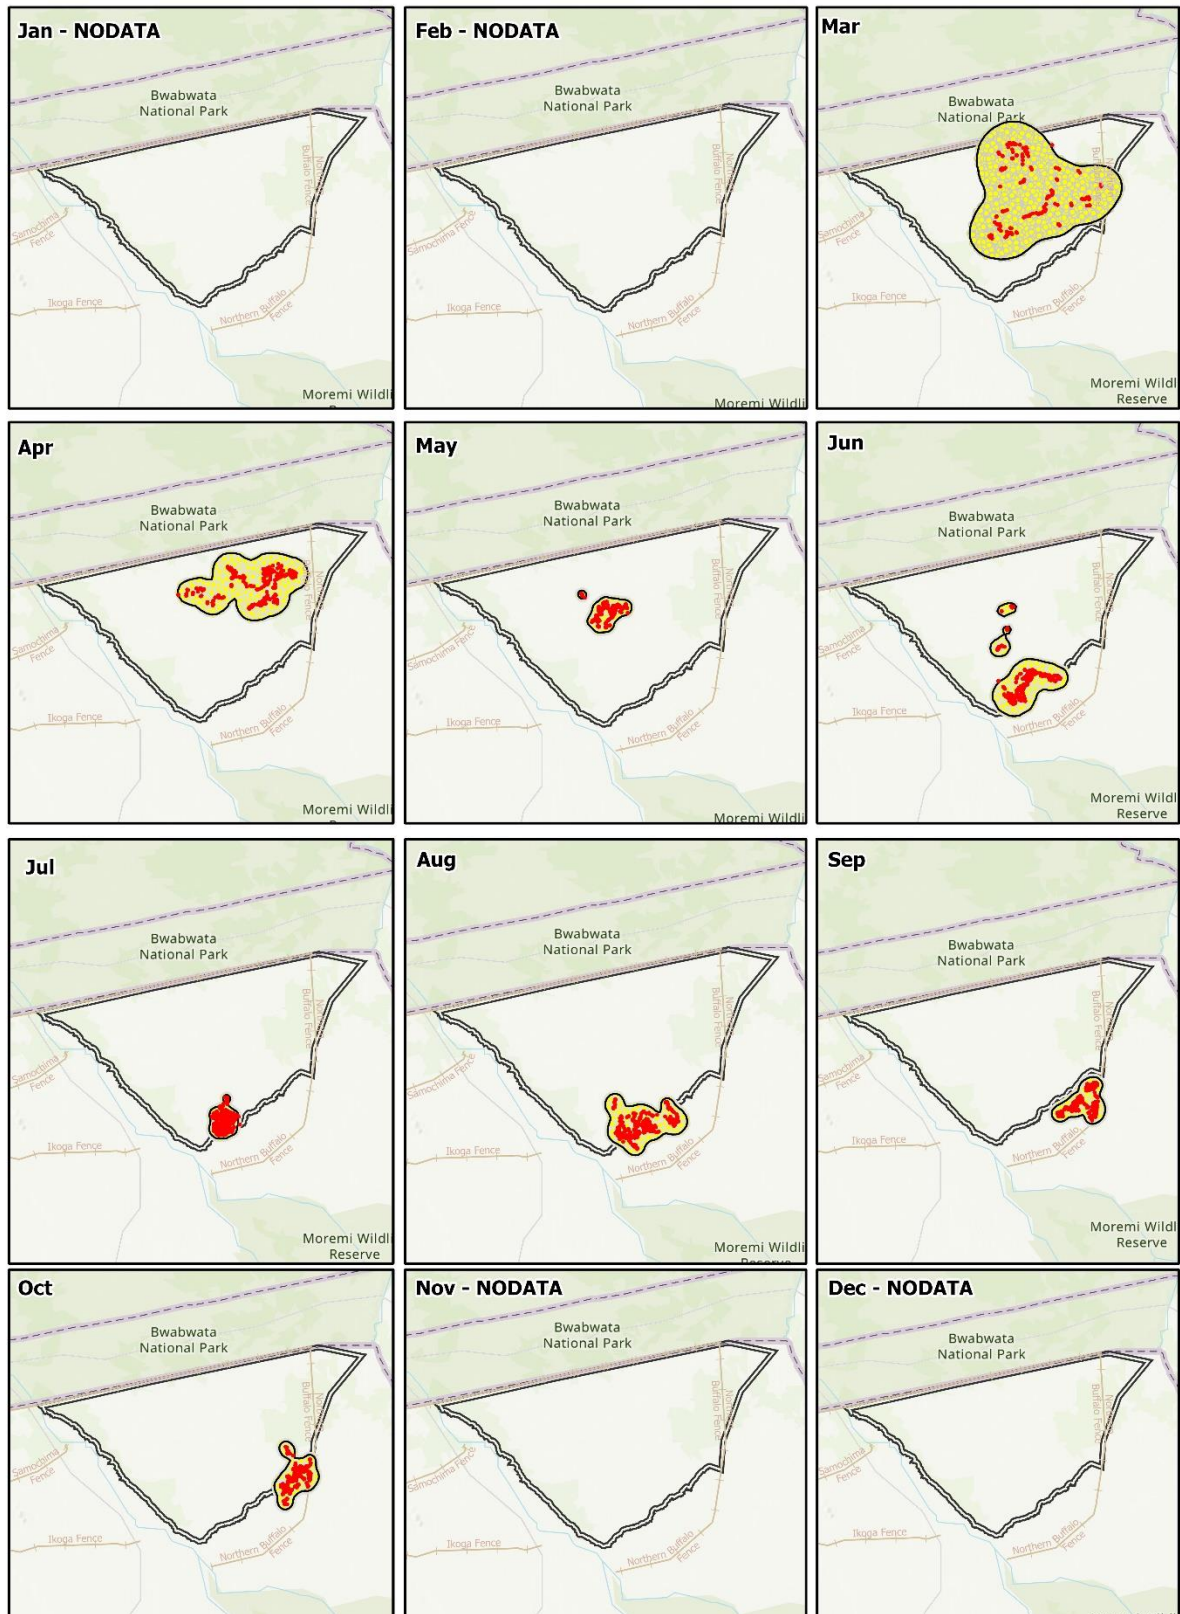 Jan - NODATA
Bwabwata
National Park
Buffalo Fence
Samochima
Fence
Ikoga Fence
Northern Buffalo
Fence
Moremi Wildli
Feb - NODATA
Bwabwata
National Park
Buffalo Fence
Samochima Fence
Ikoga Fence
Northern Buffalo
Fence
Moremi Wildli
Mar
Bwabwata
National Park
Samochima
Fence
Ikoga Fence
Northern Buffalo
Fence
Moremi Wildl
Reserve
Apr
Bwabwata
National Park
Samochima
Fence
Ikoga Fence
Northern Buffalo
Fence
Moremi Wildli
May
Bwabwata
National Park
Buffalo Fence
Samochima Fence
Ikoga Fence
Northern Buffalo
Fence
Moremi Wildli
Jun
Bwabwata
National Park
Buffalo Fence
Samochima
Fence
Ikoga Fence
Northern Buffalo
Fence
Moremi Wildl
Reserve
Jul
Bwabwata
National Park
Buffalo Fence
Samochima
Fence
Ikoga Fence
Northern Buffalo
Fence
Moremi Wildli
Reserve
Aug
Bwabwata
National Park
Buffalo Fence
Samochima Fence
Ikoga Fence
Northern Buffalo
Fence
Moremi Wildli
Reserve
Sep
Bwabwata
National Park
Buffalo Fence
Samochima
Fence
Ikoga Fence
Northern Buffalo
Fence
Moremi Wildl
Reserve
Oct
Bwabwata
National Park
Buffalo Fence
Samochima
Fence
Ikoga Fence
Northern Buffalo
Fence
Nov - NODATA
Bwabwata
National Park
Buffalo Fence
Samochima Fence
Ikoga Fence
Northern Buffalo
Fence
Dec - NODATA
Bwabwata
National Park
Buffalo Fence
Samochima
Fence
Ikoga Fence
Northern Buffalo
Fence